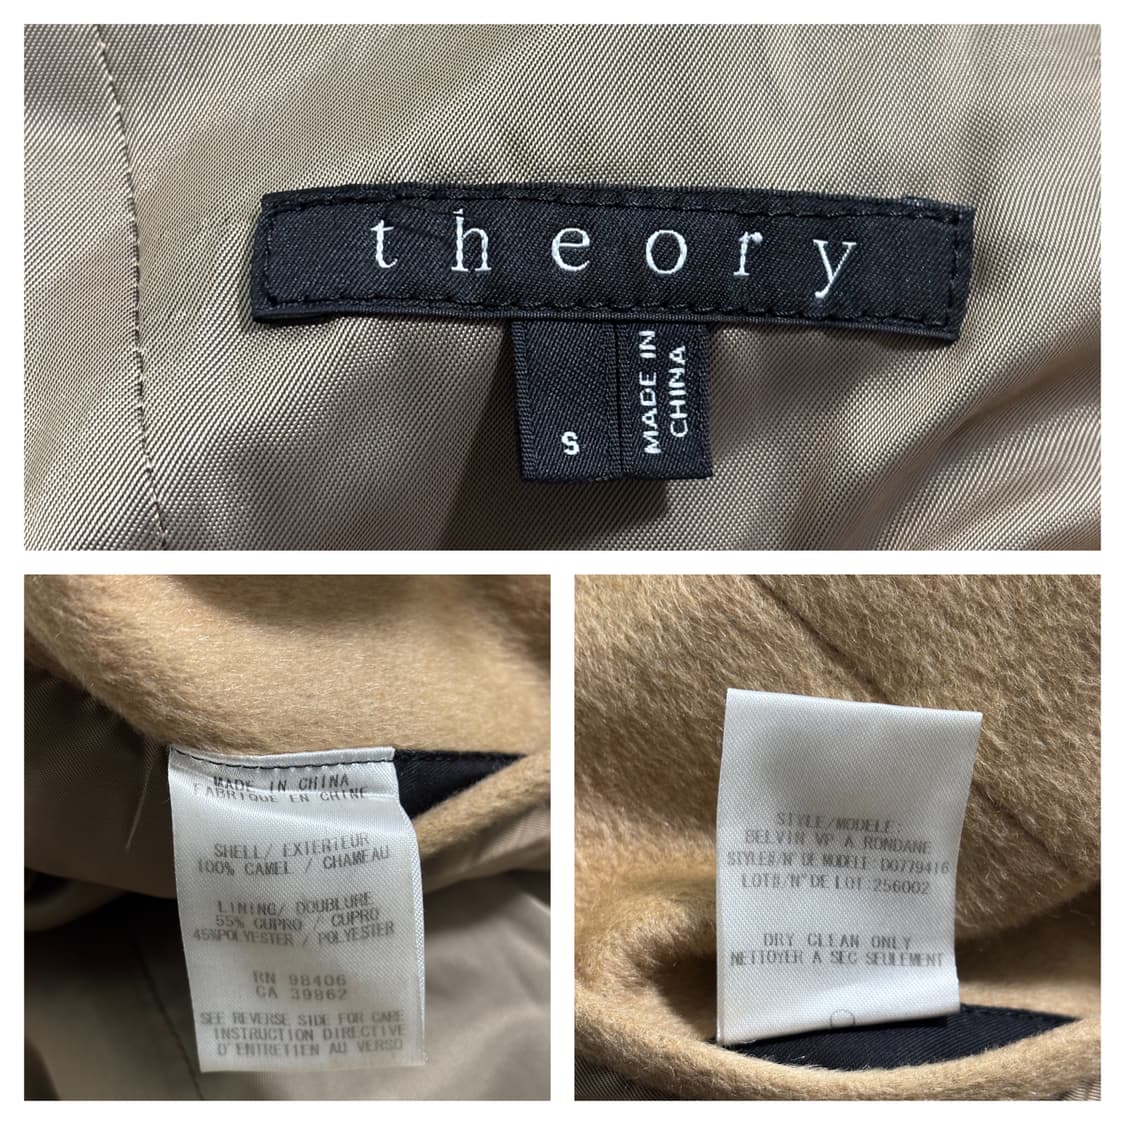 theory
S
MADE IN
CHINA
MADE IN CHINA
FABRIQUE EN CHINE
SHELL/ EXTERIEUR
100% CAMEL / CHAMEAU
LINING/ DOUBLURE
55% CUPRO / CUPRO
45%POLYESTER / POLYESTER
RN 98406
CA 39862
SEE REVERSE SIDE FOR CARE
INSTRUCTION DIRECTIVE
D'ENTRETIEN AU VERSO
STYLE/MODELE:
BELVIN VP A RONDANE
STYLE#/N° DE MODELE: D0779416
LOT#/N°DE LOT:256002
DRY CLEAN ONLY
NETTOYER A SEC SEULEMENT